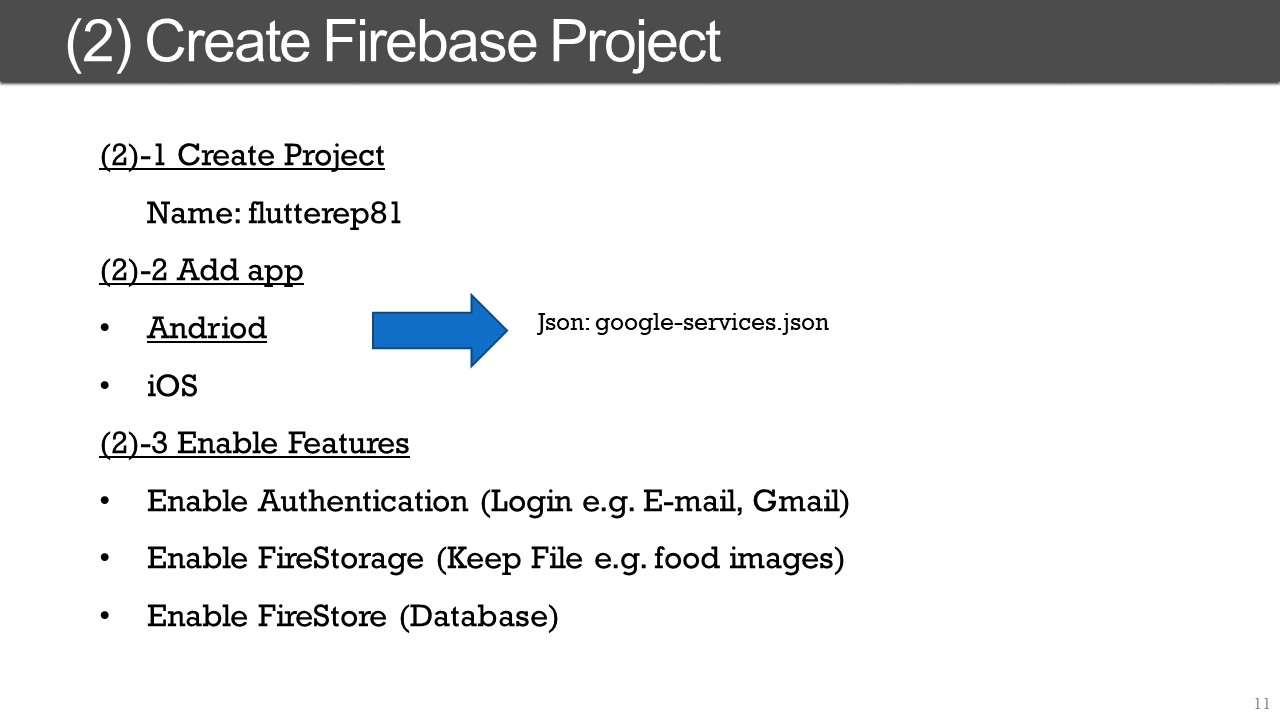 (2) Create Firebase Project
(2)-1 Create Project
Name: flutterep81
(2)-2 Add app
• Andriod
Json: google-services.json
• iOS
(2)-3 Enable Features
• Enable Authentication (Login e.g. E-mail, Gmail)
• Enable FireStorage (Keep File e.g. food images)
• Enable FireStore (Database)
11